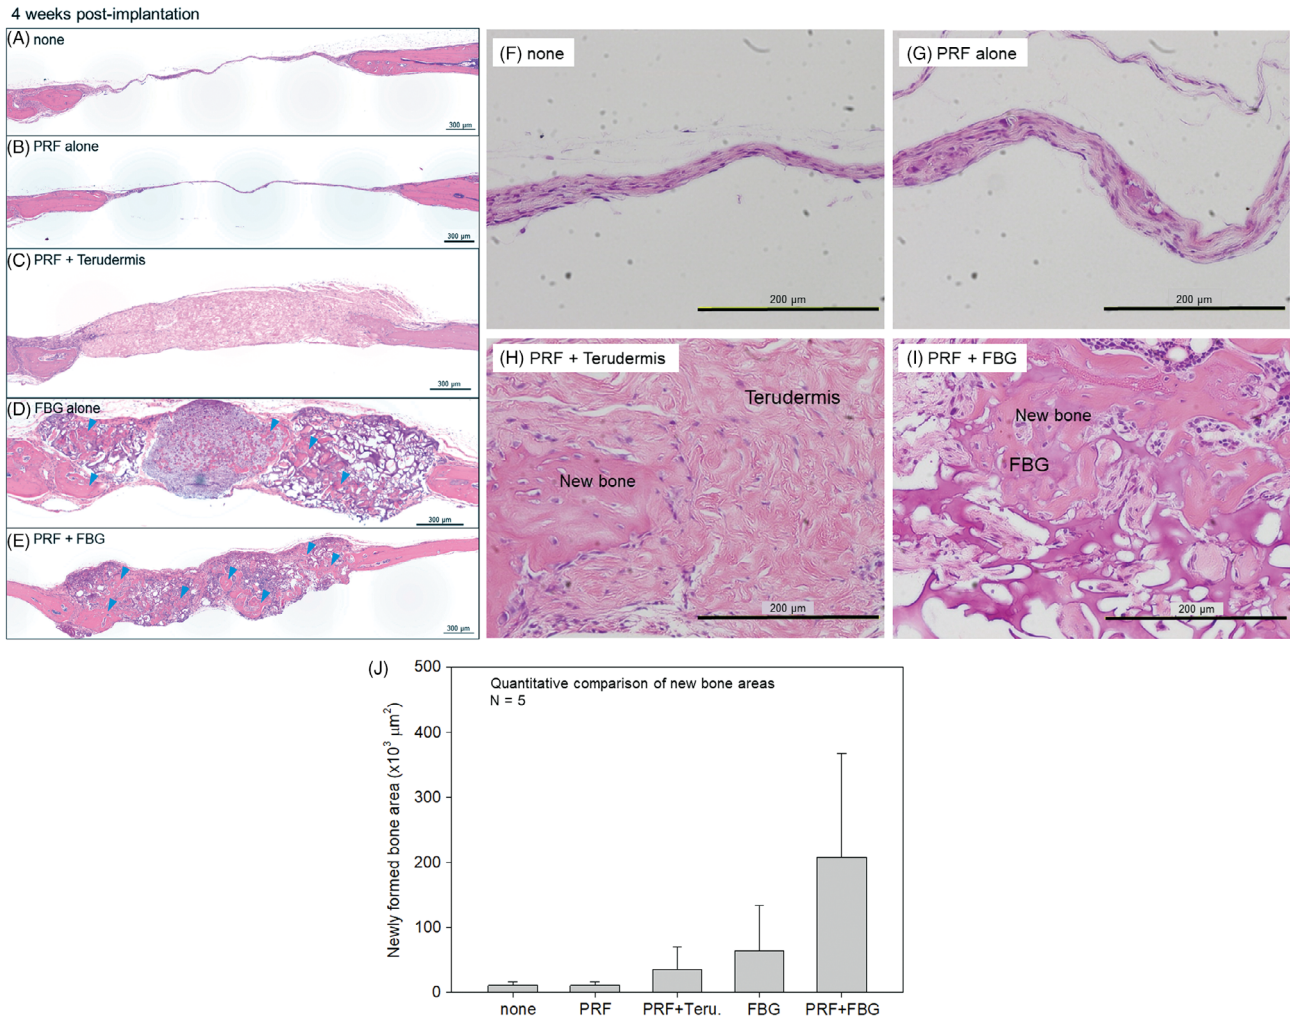 4 weeks post-implantation
(A) none
300 µm
(B) PRF alone
300 µm
(C) PRF + Terudermis
300 µm
(D) FBG alone
300 µm
(E) PRF + FBG
300 µm
(F) none
200 µm
(G) PRF alone
200 µm
(H) PRF + Terudermis
Terudermis
New bone
200 µm
(I) PRF + FBG
New bone
FBG
200 µm
(J)
Quantitative comparison of new bone areas
N = 5
Newly formed bone area (x10³ µm²)
500
400
300
200
100
0
none PRF PRF+Teru. FBG PRF+FBG